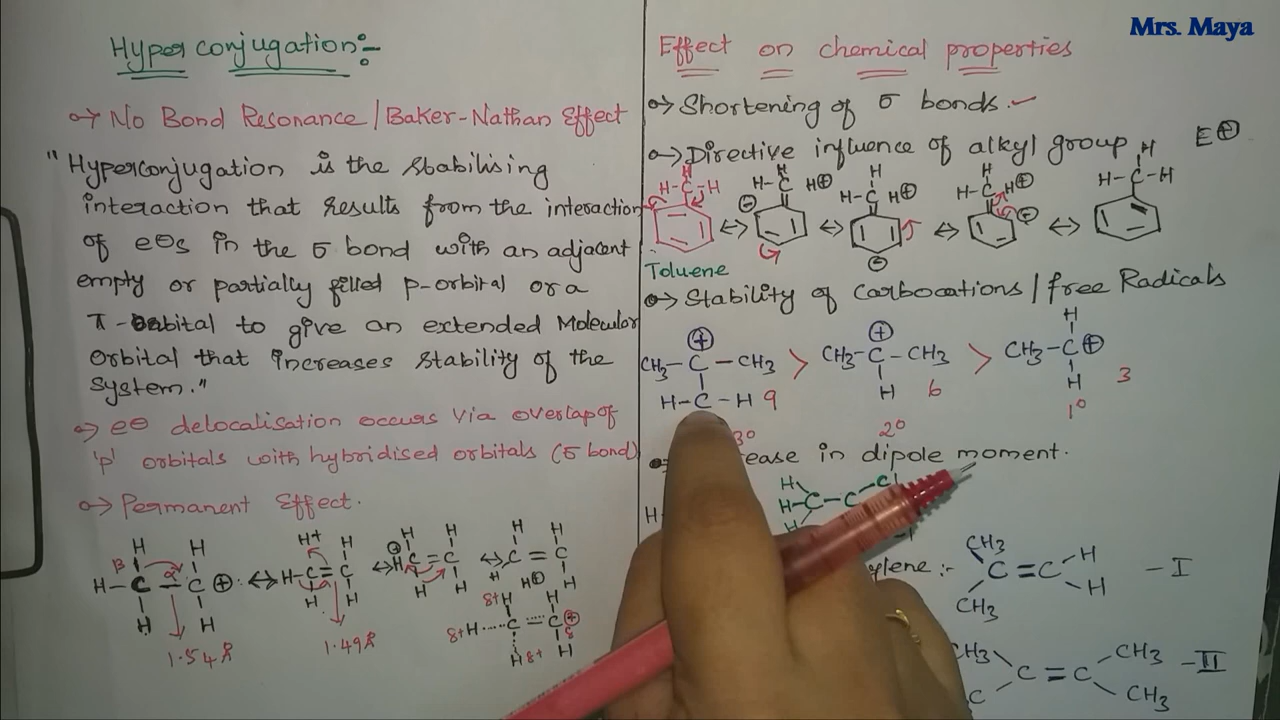 Mrs. Maya
Hyperconjugation:-
→ No Bond Resonance / Baker-Nathan Effect
"Hyperconjugation is the stabilising
interaction that results from the interaction
of e⊖s in the σ bond with an adjacent
empty or partially filled p-orbital or a
π-orbital to give an extended Molecular
Orbital that increases stability of the
system."
→ e⊖ delocalisation occurs via overlap of
'p' orbitals with hybridised orbitals (σ bond)
→ Permanent Effect.
H H H+ H H H H H
H-C-C⊕ ↔ H-C=C ↔ C=C ↔ C=C
β α
H H H H H H H H⊕ H
1.54Å 1.49Å
δ+H H
δ+H C C⊕
Hδ+ H
Effect on chemical properties
→ Shortening of σ bonds.
→ Directive influence of alkyl group E⊕
H H H H H
H-C-H H-C H⊕ H-C H⊕ H-C H⊕ H-C-H
⊖ ↔ ↔ ↔ ⊖ ↔
⊖
Toluene
→ Stability of Carbocations / free Radicals
⊕ ⊕ H
CH₃-C-CH₃ > CH₃-C-CH₃ > CH₃-C⊕
H-C-H 9 H 6 H 3
3° 2° 1°
ease in dipole moment.
H
H-C-C-Cl
H
H
ylene :-
CH₃ H
C=C - I
CH₃ H
CH₃ CH₃
C=C - II
C CH₃